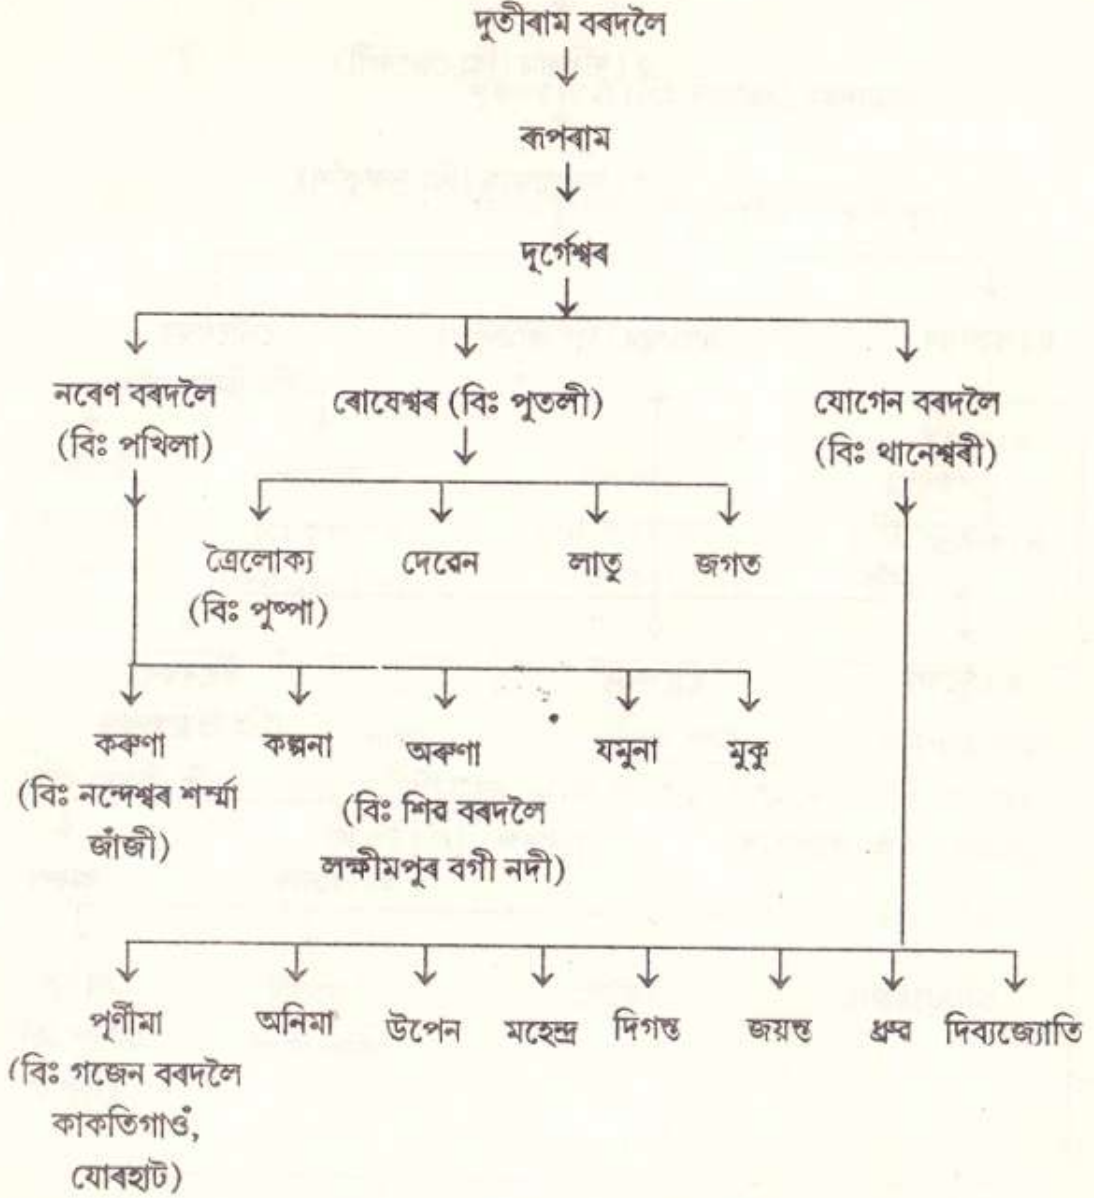 দুতীৰাম বৰদলৈ
ৰূপৰাম
দুৰ্গেশ্বৰ
নৰেণ বৰদলৈ
(বিঃ পখিলা)
ৰোষেশ্বৰ (বিঃ পুতলী)
যোগেন বৰদলৈ
(বিঃ থানেশ্বৰী)
ত্ৰৈলোক্য
(বিঃ পুষ্পা)
দেৱেন
লাতু
জগত
কৰুণা
(বিঃ নন্দেশ্বৰ শৰ্ম্মা
জাঁজী)
কল্পনা
অৰুণা
(বিঃ শিৱ বৰদলৈ
লক্ষীমপুৰ বগী নদী)
যমুনা
মুকু
পূৰ্ণীমা
(বিঃ গজেন বৰদলৈ
কাকতিগাওঁ,
যোৰহাট)
অনিমা
উপেন
মহেন্দ্ৰ
দিগন্ত
জয়ন্ত
ধ্ৰুৱ
দিব্যজ্যোতি